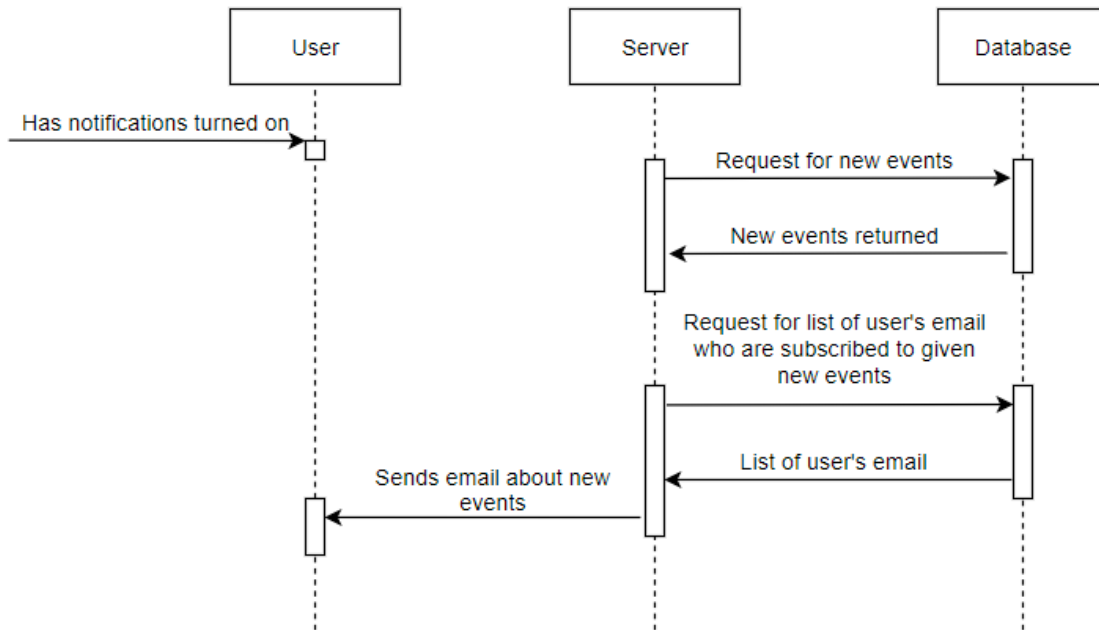 User
Server
Database
Has notifications turned on
Request for new events
New events returned
Request for list of user's email
who are subscribed to given
new events
List of user's email
Sends email about new
events